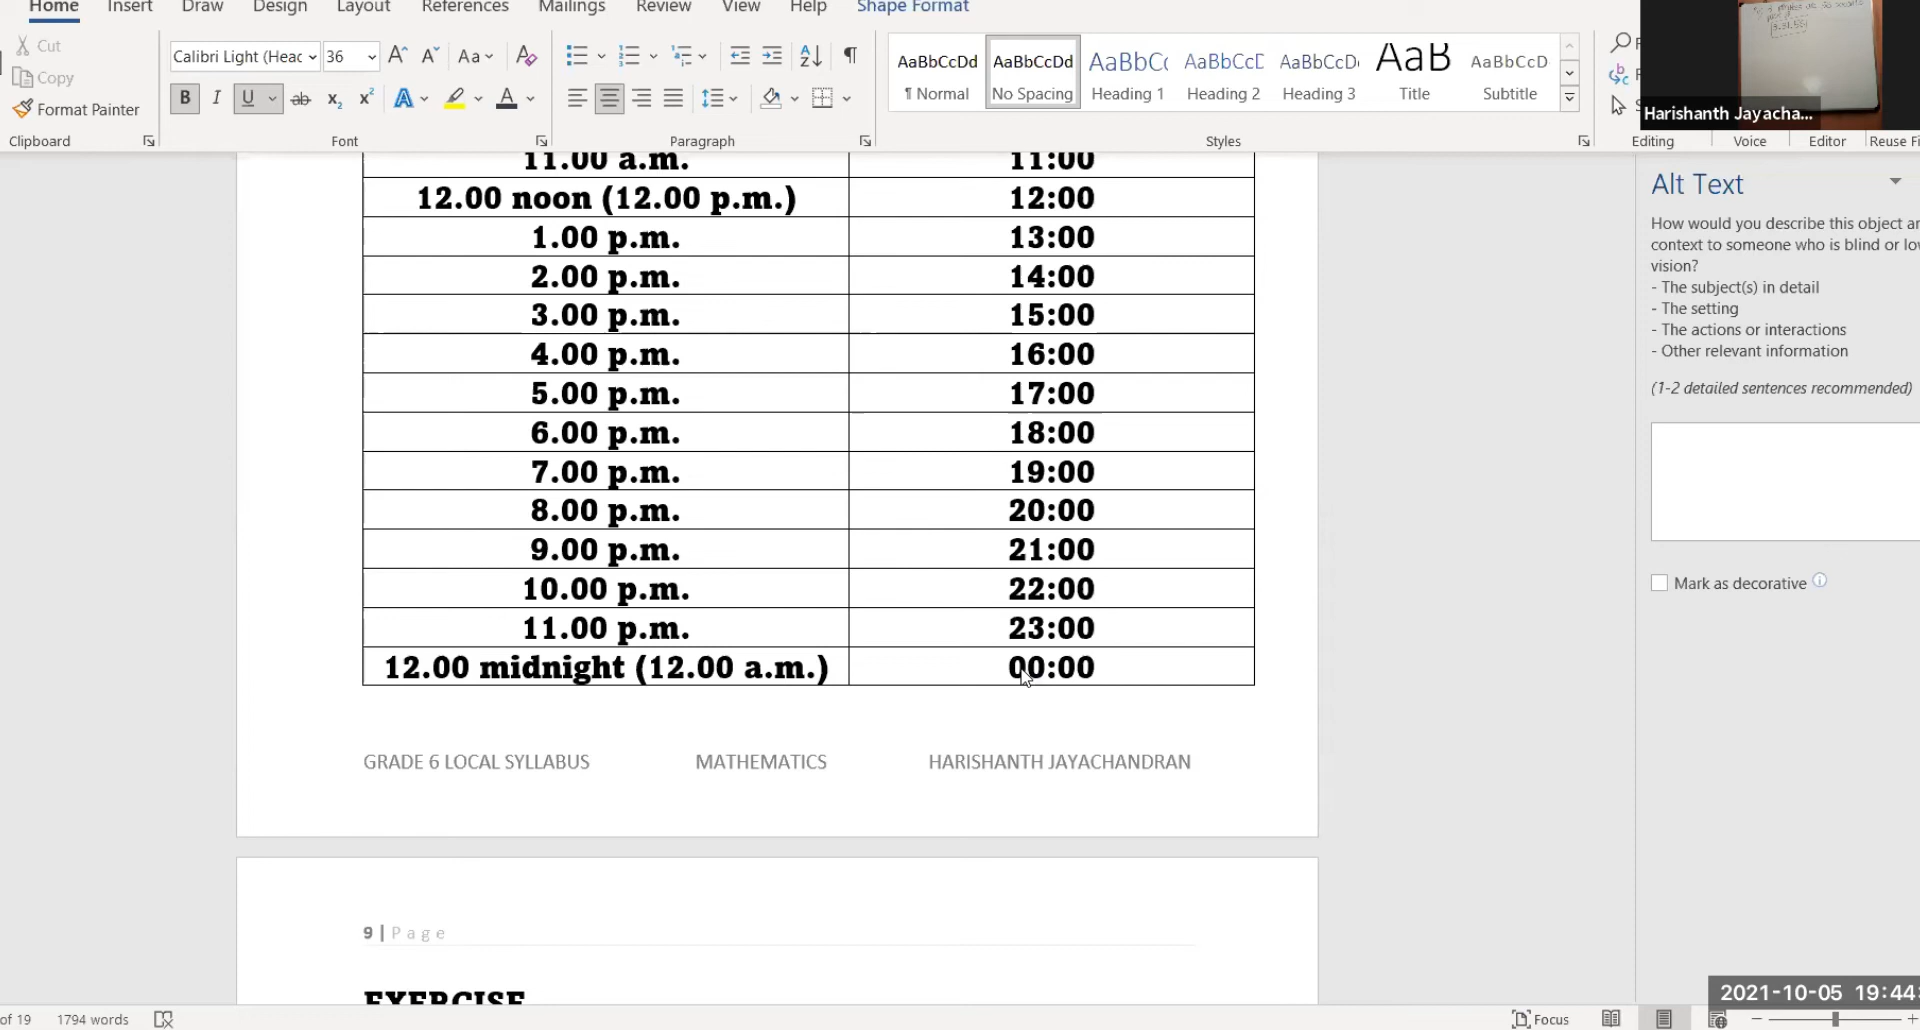 Home Insert Draw Design Layout References Mailings Review View Help Shape Format
Cut
Copy
Format Painter
Clipboard
Calibri Light (Heac 36 Aa
B I U ab x₂ x² A A
Font
Paragraph
AaBbCcDd AaBbCcDd AaBbCc AaBbCcD AaBbCcDd AaB AaBbCcD
¶ Normal No Spacing Heading 1 Heading 2 Heading 3 Title Subtitle
Styles
Harishanth Jayacha...
Editing Voice Editor Reuse Fi
11.00 a.m. 11:00
12.00 noon (12.00 p.m.) 12:00
1.00 p.m. 13:00
2.00 p.m. 14:00
3.00 p.m. 15:00
4.00 p.m. 16:00
5.00 p.m. 17:00
6.00 p.m. 18:00
7.00 p.m. 19:00
8.00 p.m. 20:00
9.00 p.m. 21:00
10.00 p.m. 22:00
11.00 p.m. 23:00
12.00 midnight (12.00 a.m.) 00:00
GRADE 6 LOCAL SYLLABUS MATHEMATICS HARISHANTH JAYACHANDRAN
9 | Page
EXERCISE
Alt Text
How would you describe this object an
context to someone who is blind or lo
vision?
- The subject(s) in detail
- The setting
- The actions or interactions
- Other relevant information
(1-2 detailed sentences recommended)
Mark as decorative
2021-10-05 19:44:
of 19 1794 words
Focus